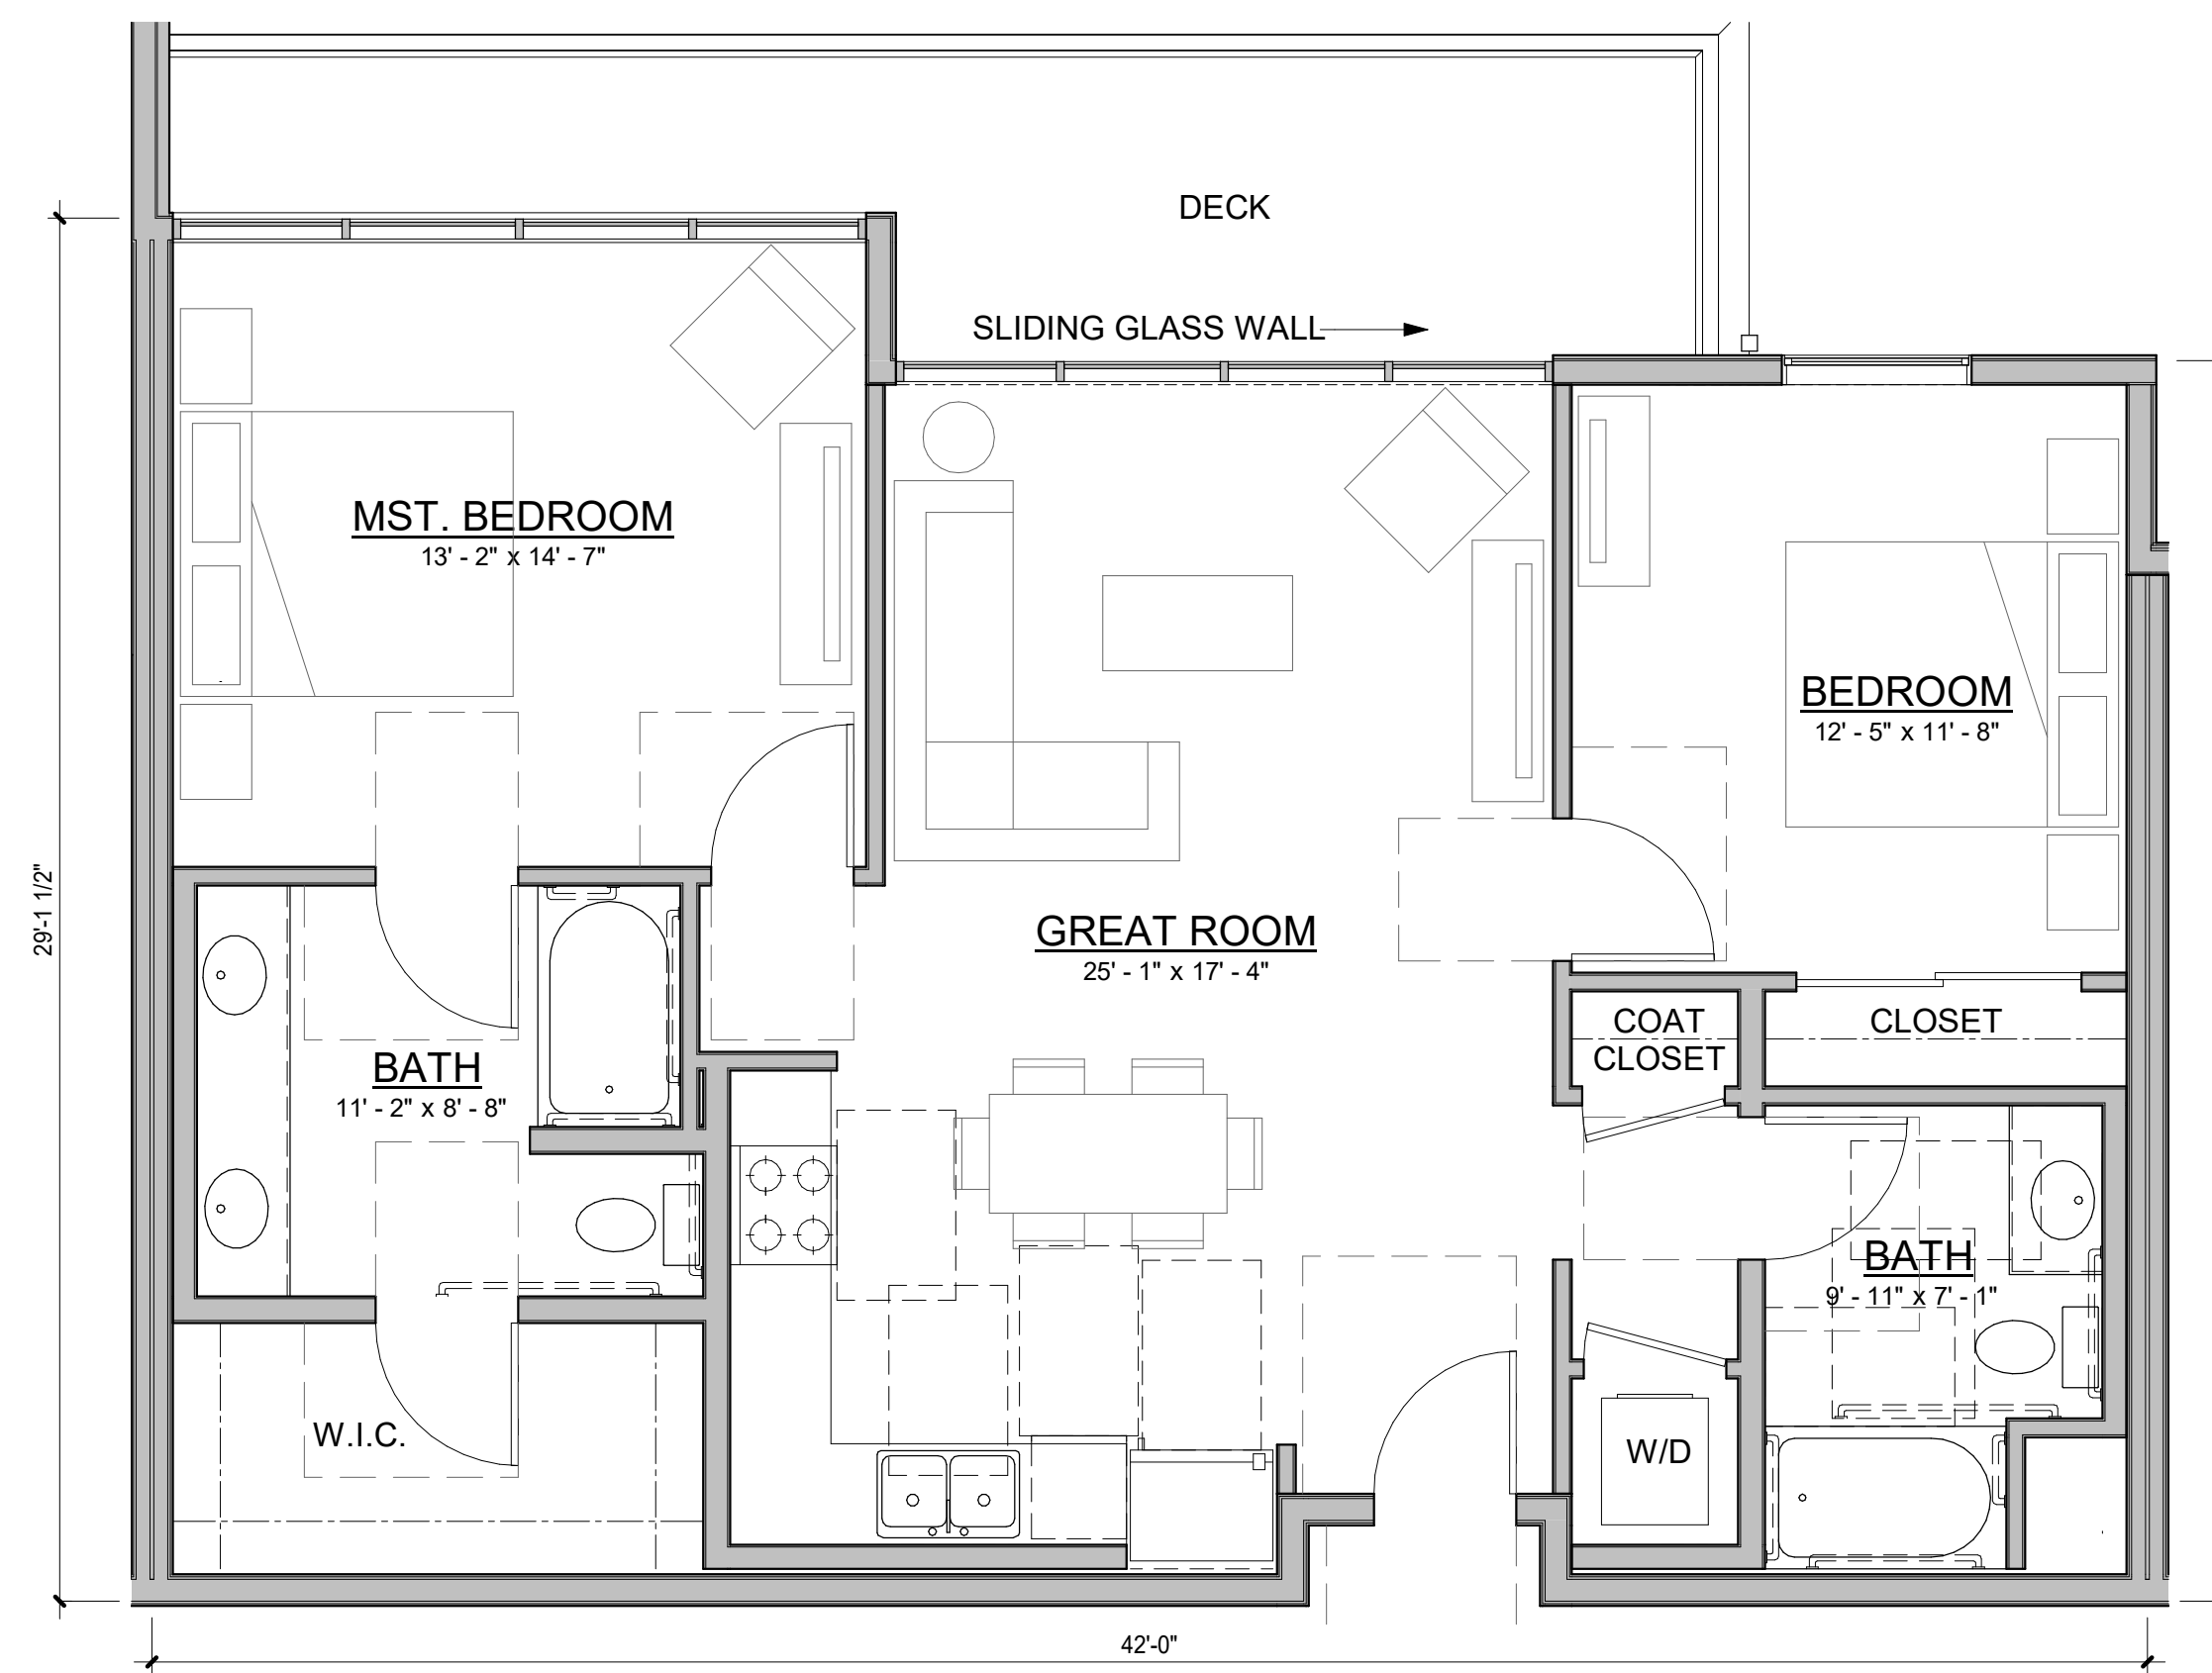 DECK
SLIDING GLASS WALL
MST. BEDROOM
13' - 2" x 14' - 7"
BEDROOM
12' - 5" x 11' - 8"
29'-1 1/2"
GREAT ROOM
25' - 1" x 17' - 4"
COAT
CLOSET
CLOSET
BATH
11' - 2" x 8' - 8"
BATH
9' - 11" x 7' - 1"
W.I.C.
W/D
42'-0"